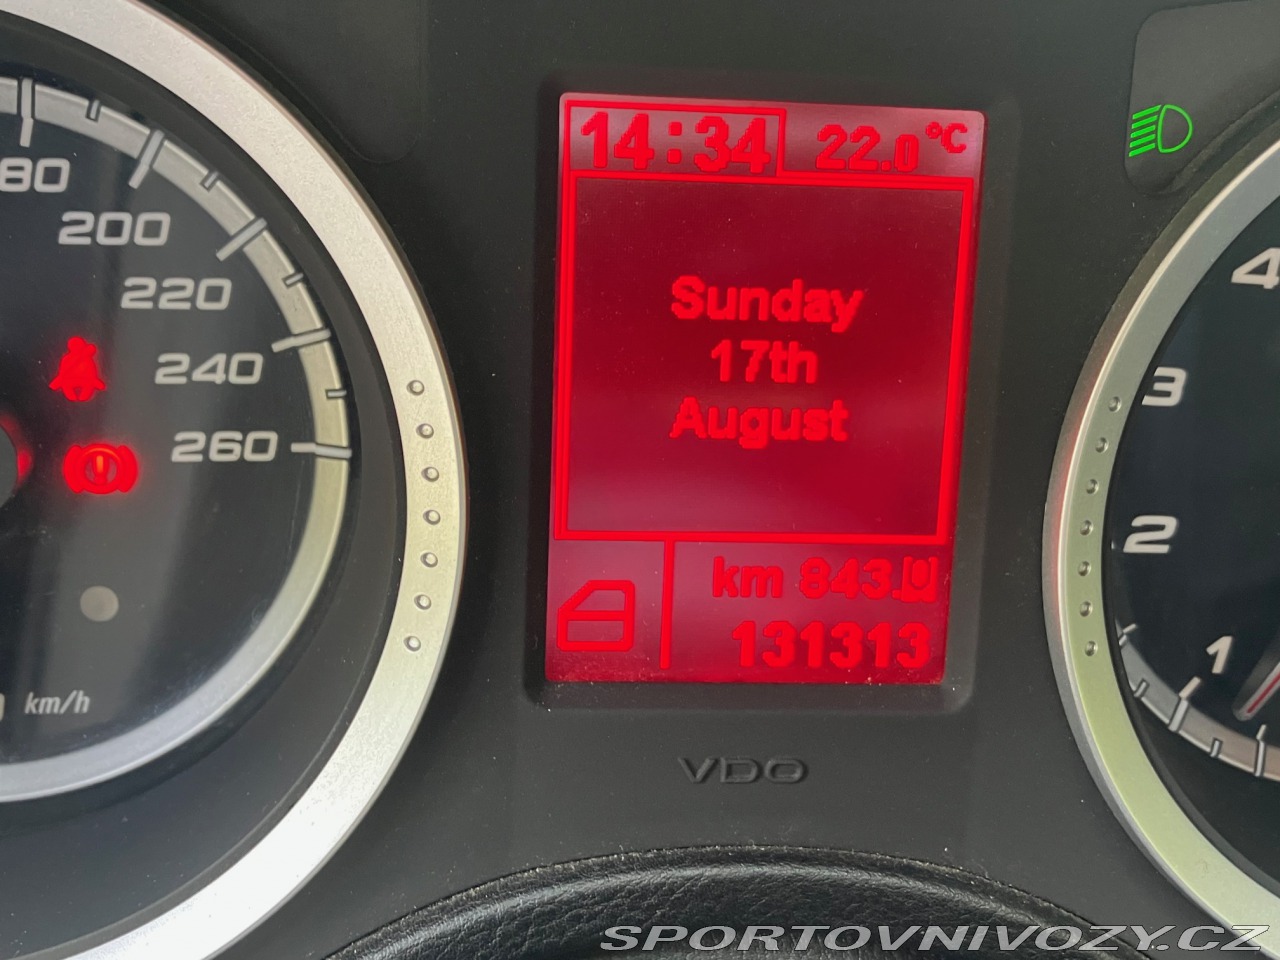 14:34 22.0°C
Sunday
17th
August
km 843.0
131313
80
200
220
240
260
km/h
4
3
2
1
VDO
SPORTOVNIVOZY.CZ